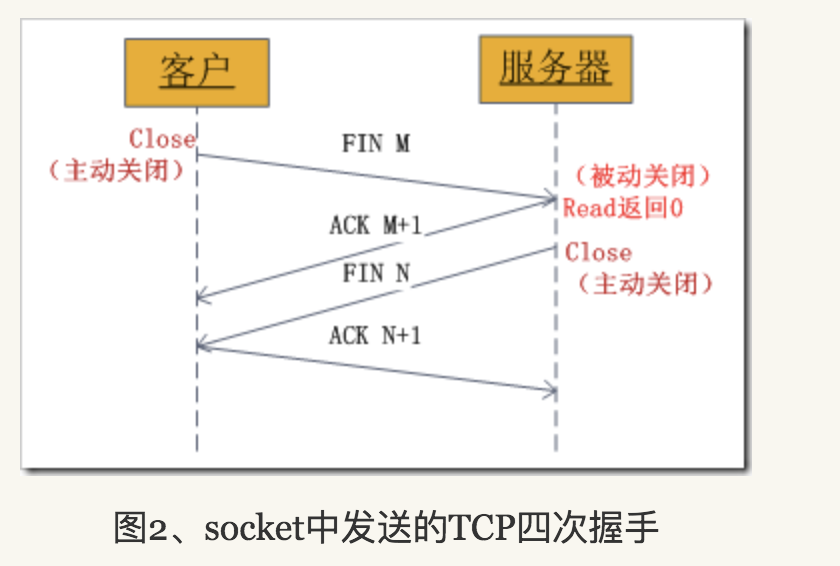 客户
服务器
Close
（主动关闭）
FIN M
（被动关闭）
Read返回0
ACK M+1
Close
（主动关闭）
FIN N
ACK N+1
图2、socket中发送的TCP四次握手